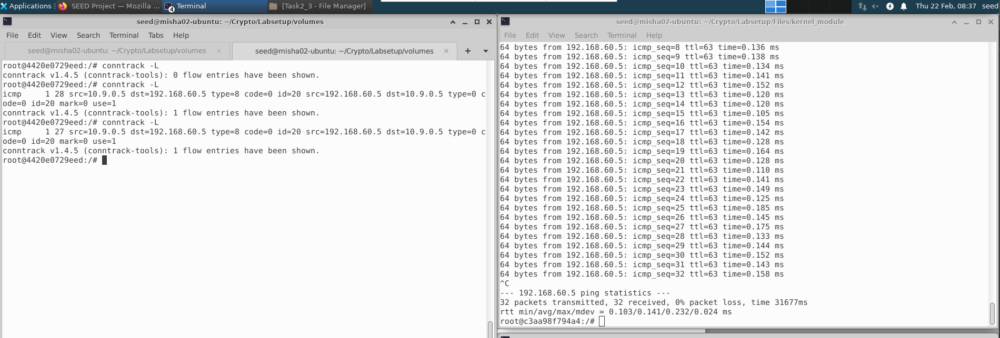 Applications
SEED Project — Mozilla ...
4
Terminal
[Task2_3 - File Manager]
Thu 22 Feb, 08:37
seed
seed@misha02-ubuntu: ~/Crypto/Labsetup/volumes
File Edit View Search Terminal Tabs Help
seed@misha02-ubuntu: ~/Crypto/Labsetup/volumes
seed@misha02-ubuntu: ~/Crypto/Labsetup/volumes
root@4420e0729eed:/# conntrack -L
conntrack v1.4.5 (conntrack-tools): 0 flow entries have been shown.
root@4420e0729eed:/# conntrack -L
icmp     1 28 src=10.9.0.5 dst=192.168.60.5 type=8 code=0 id=20 src=192.168.60.5 dst=10.9.0.5 type=0 c
ode=0 id=20 mark=0 use=1
conntrack v1.4.5 (conntrack-tools): 1 flow entries have been shown.
root@4420e0729eed:/# conntrack -L
icmp     1 27 src=10.9.0.5 dst=192.168.60.5 type=8 code=0 id=20 src=192.168.60.5 dst=10.9.0.5 type=0 c
ode=0 id=20 mark=0 use=1
conntrack v1.4.5 (conntrack-tools): 1 flow entries have been shown.
root@4420e0729eed:/#
seed@misha02-ubuntu: ~/Crypto/Labsetup/Files/kernel_module
File Edit View Search Terminal Help
64 bytes from 192.168.60.5: icmp_seq=8 ttl=63 time=0.136 ms
64 bytes from 192.168.60.5: icmp_seq=9 ttl=63 time=0.138 ms
64 bytes from 192.168.60.5: icmp_seq=10 ttl=63 time=0.134 ms
64 bytes from 192.168.60.5: icmp_seq=11 ttl=63 time=0.141 ms
64 bytes from 192.168.60.5: icmp_seq=12 ttl=63 time=0.152 ms
64 bytes from 192.168.60.5: icmp_seq=13 ttl=63 time=0.120 ms
64 bytes from 192.168.60.5: icmp_seq=14 ttl=63 time=0.120 ms
64 bytes from 192.168.60.5: icmp_seq=15 ttl=63 time=0.105 ms
64 bytes from 192.168.60.5: icmp_seq=16 ttl=63 time=0.154 ms
64 bytes from 192.168.60.5: icmp_seq=17 ttl=63 time=0.142 ms
64 bytes from 192.168.60.5: icmp_seq=18 ttl=63 time=0.128 ms
64 bytes from 192.168.60.5: icmp_seq=19 ttl=63 time=0.164 ms
64 bytes from 192.168.60.5: icmp_seq=20 ttl=63 time=0.128 ms
64 bytes from 192.168.60.5: icmp_seq=21 ttl=63 time=0.110 ms
64 bytes from 192.168.60.5: icmp_seq=22 ttl=63 time=0.141 ms
64 bytes from 192.168.60.5: icmp_seq=23 ttl=63 time=0.149 ms
64 bytes from 192.168.60.5: icmp_seq=24 ttl=63 time=0.125 ms
64 bytes from 192.168.60.5: icmp_seq=25 ttl=63 time=0.185 ms
64 bytes from 192.168.60.5: icmp_seq=26 ttl=63 time=0.145 ms
64 bytes from 192.168.60.5: icmp_seq=27 ttl=63 time=0.175 ms
64 bytes from 192.168.60.5: icmp_seq=28 ttl=63 time=0.133 ms
64 bytes from 192.168.60.5: icmp_seq=29 ttl=63 time=0.144 ms
64 bytes from 192.168.60.5: icmp_seq=30 ttl=63 time=0.152 ms
64 bytes from 192.168.60.5: icmp_seq=31 ttl=63 time=0.143 ms
64 bytes from 192.168.60.5: icmp_seq=32 ttl=63 time=0.158 ms
^C
--- 192.168.60.5 ping statistics ---
32 packets transmitted, 32 received, 0% packet loss, time 31677ms
rtt min/avg/max/mdev = 0.103/0.141/0.232/0.024 ms
root@c3aa98f794a4:/#